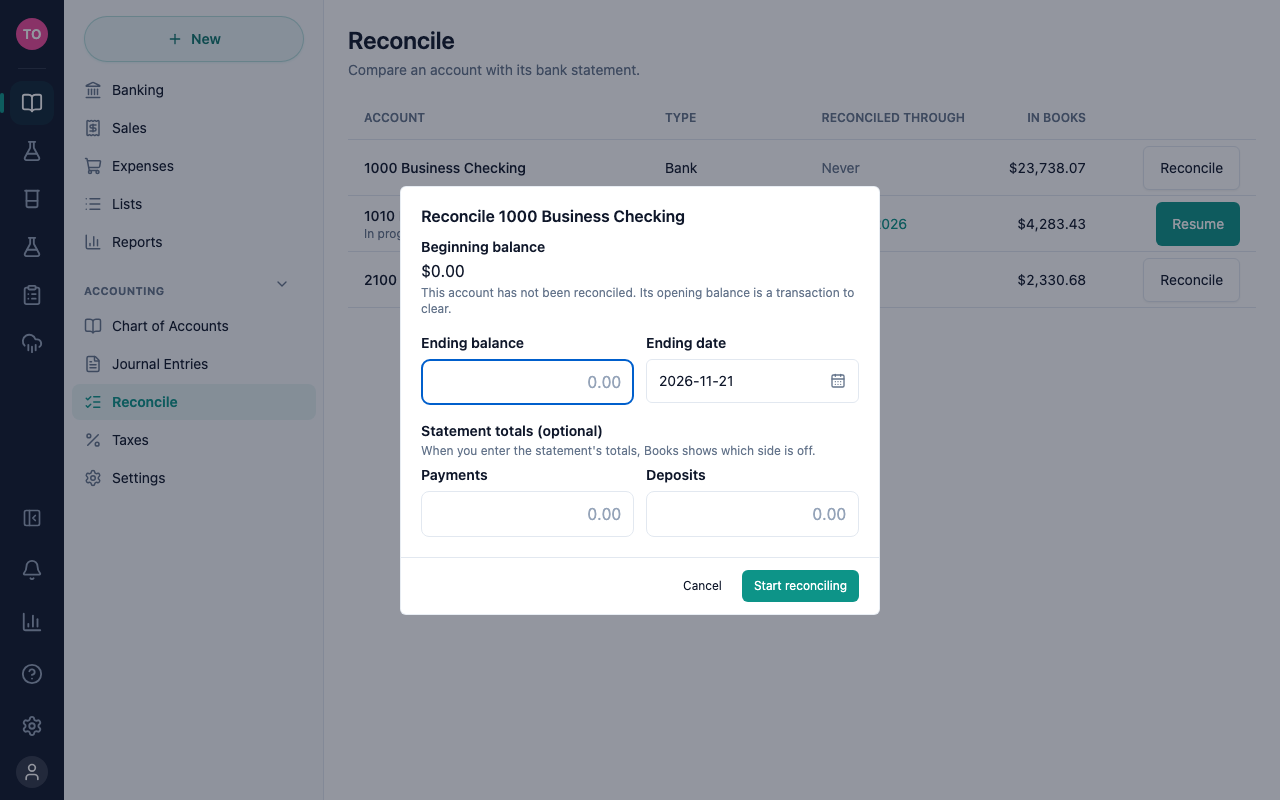 TO
New
Banking
Sales
Expenses
Lists
Reports
ACCOUNTING
Chart of Accounts
Journal Entries
Reconcile
Taxes
Settings
Reconcile
Compare an account with its bank statement.
ACCOUNT TYPE RECONCILED THROUGH IN BOOKS
1000 Business Checking Bank Never $23,738.07 Reconcile
1010 2026 $4,283.43 Resume
In
2100 $2,330.68 Reconcile
Reconcile 1000 Business Checking
Beginning balance
$0.00
This account has not been reconciled. Its opening balance is a transaction to
clear.
Ending balance Ending date
0.00 2026-11-21
Statement totals (optional)
When you enter the statement's totals, Books shows which side is off.
Payments Deposits
0.00 0.00
Cancel Start reconciling